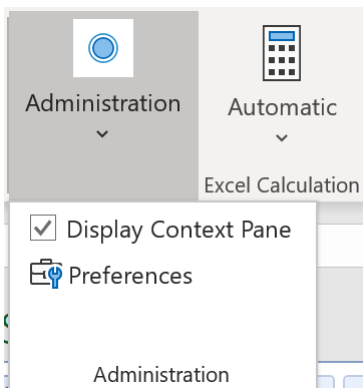 Administration
Automatic
Excel Calculation
Display Context Pane
Preferences
Administration